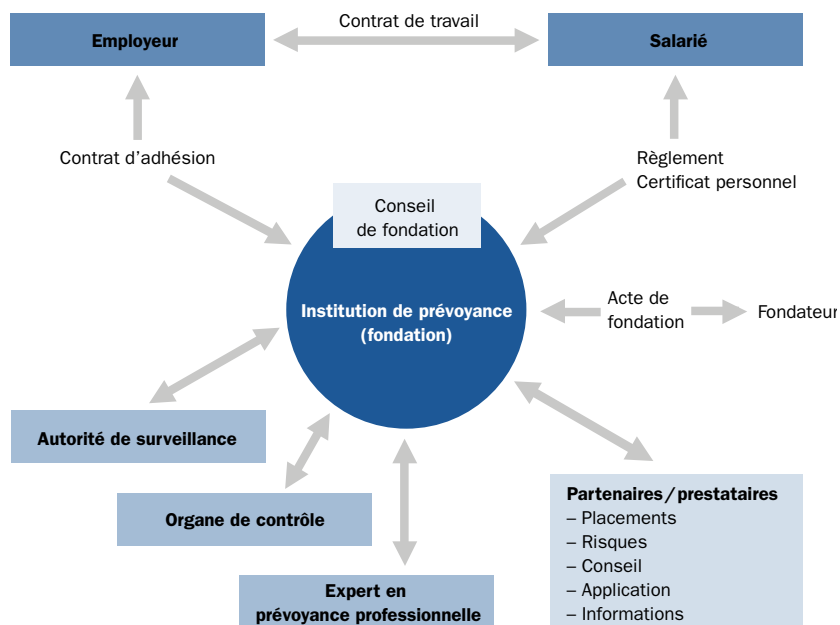 Contrat de travail
Employeur
Salarié
Contrat d'adhésion
Règlement
Certificat personnel
Conseil
de fondation
Institution de prévoyance
(fondation)
Acte de
fondation
Fondateur
Autorité de surveillance
Organe de contrôle
Expert en
prévoyance professionnelle
Partenaires/prestataires
– Placements
– Risques
– Conseil
– Application
– Informations